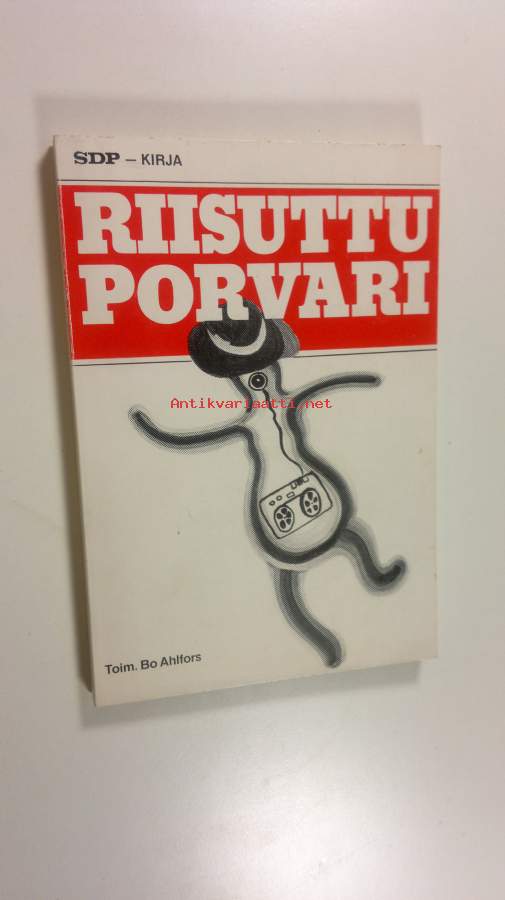 SDP – KIRJA
RIISUTTU
PORVARI
Antikvariaatti.net
Toim. Bo Ahlfors